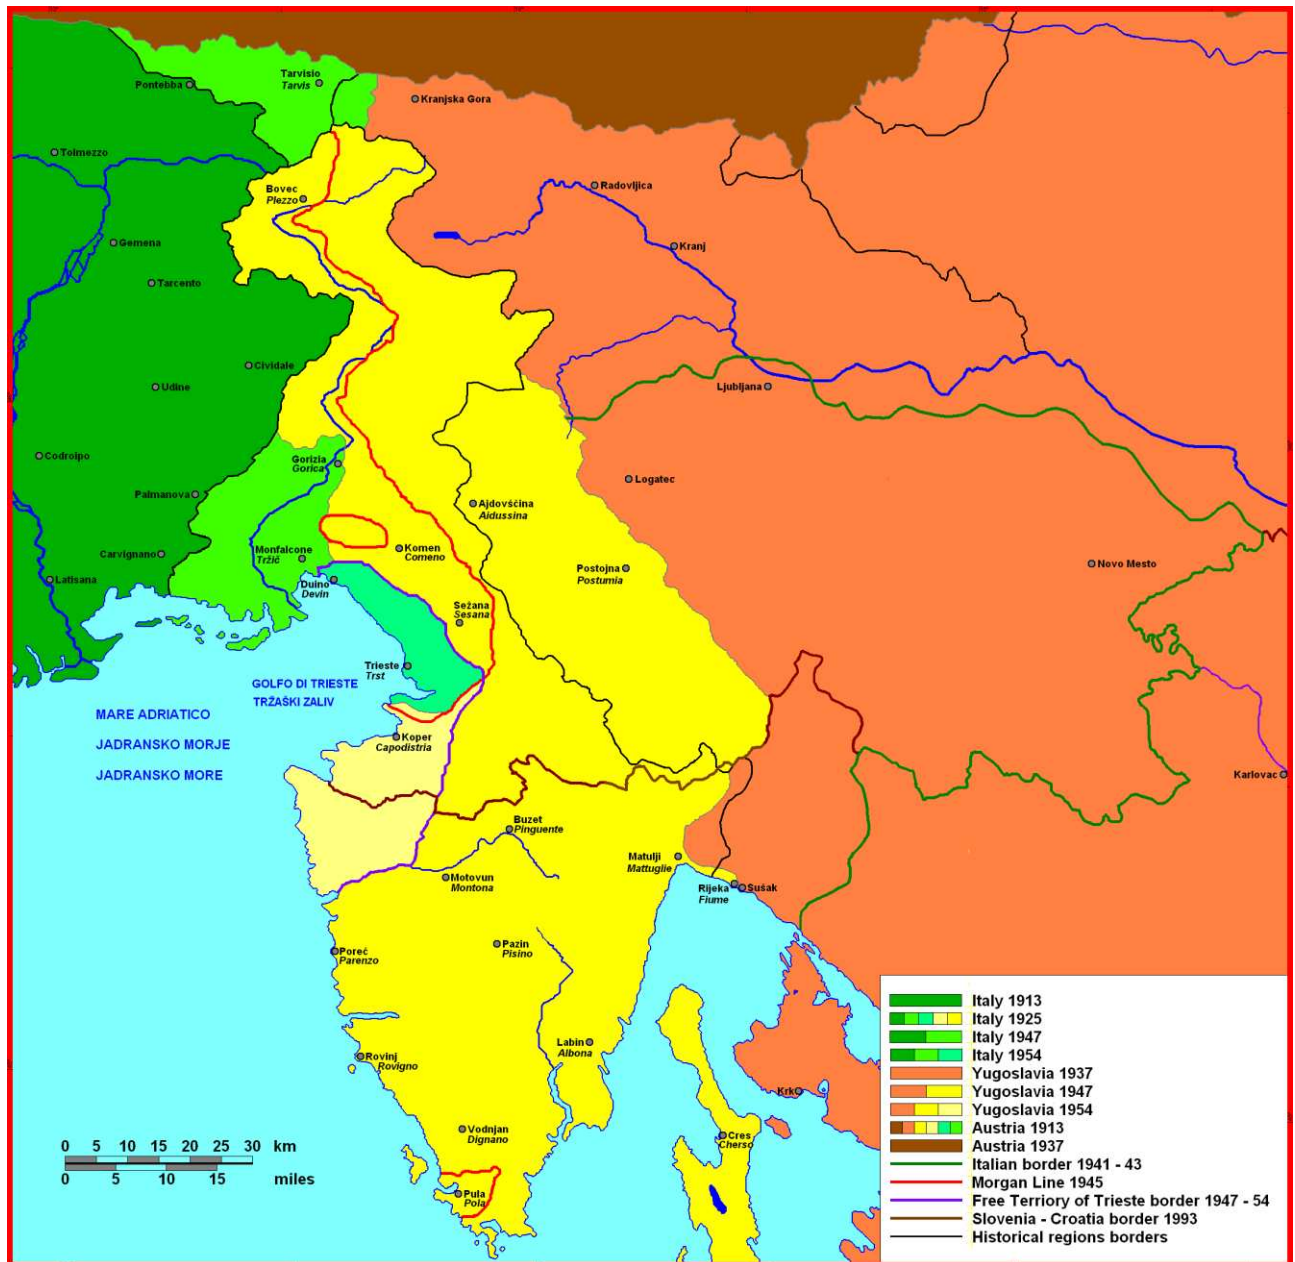 Tarvisio
Tarvis
Pontebba
Kranjska Gora
Tolmezzo
Bovec
Plezzo
Radovljica
Gemena
Kranj
Tarcento
Cividale
Udine
Ljubljana
Codroipo
Gorizia
Gorica
Logatec
Palmanova
Ajdovščina
Aidussina
Carvignano
Monfalcone
Tržič
Komen
Comeno
Novo Mesto
Latisana
Duino
Devin
Postojna
Postumia
Sežana
Sesana
Trieste
Trst
GOLFO DI TRIESTE
TRŽAŠKI ZALIV
MARE ADRIATICO
JADRANSKO MORJE
JADRANSKO MORE
Koper
Capodistria
Karlovac
Buzet
Pinguente
Matulji
Mattuglie
Motovun
Montona
Rijeka
Fiume
Sušak
Poreč
Parenzo
Pazin
Pisino
Rovinj
Rovigno
Labin
Albona
Krk
Vodnjan
Dignano
Cres
Cherso
Pula
Pola
0 5 10 15 20 25 30 km
0 5 10 15 miles
Italy 1913
Italy 1925
Italy 1947
Italy 1954
Yugoslavia 1937
Yugoslavia 1947
Yugoslavia 1954
Austria 1913
Austria 1937
Italian border 1941 - 43
Morgan Line 1945
Free Terriory of Trieste border 1947 - 54
Slovenia - Croatia border 1993
Historical regions borders